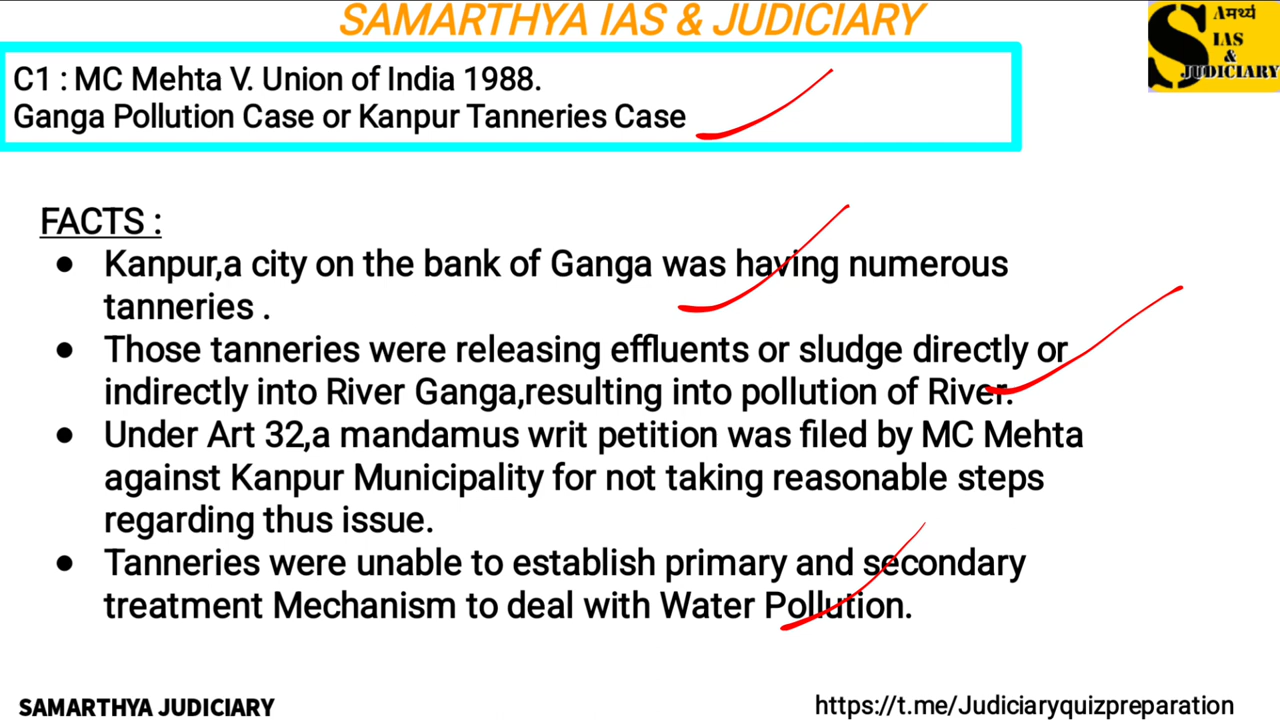 SAMARTHYA IAS & JUDICIARY
Sअमर्थ्य
IAS
&
JUDICIARY
C1 : MC Mehta V. Union of India 1988.
Ganga Pollution Case or Kanpur Tanneries Case
FACTS :
● Kanpur,a city on the bank of Ganga was having numerous
tanneries .
● Those tanneries were releasing effluents or sludge directly or
indirectly into River Ganga,resulting into pollution of River.
● Under Art 32,a mandamus writ petition was filed by MC Mehta
against Kanpur Municipality for not taking reasonable steps
regarding thus issue.
● Tanneries were unable to establish primary and secondary
treatment Mechanism to deal with Water Pollution.
SAMARTHYA JUDICIARY
https://t.me/Judiciaryquizpreparation